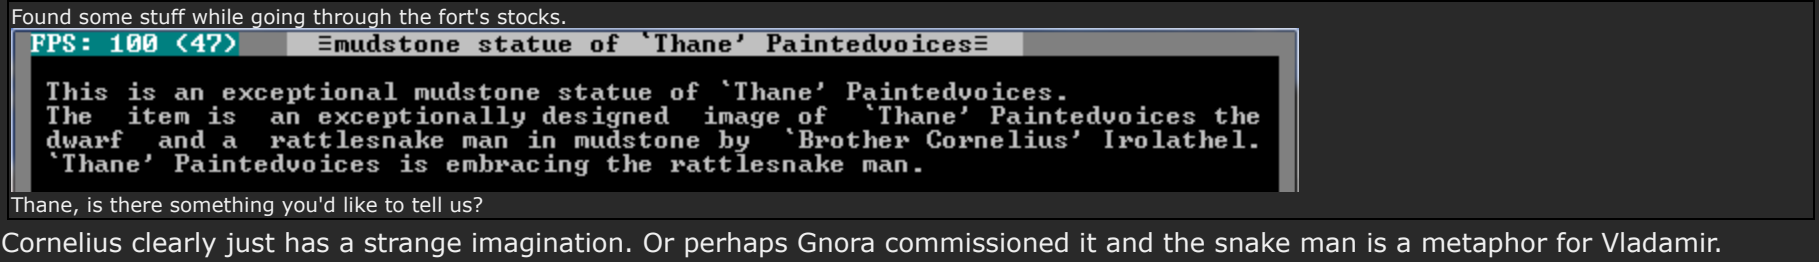 Found some stuff while going through the fort's stocks.
FPS: 100 (47) ≡mudstone statue of `Thane' Paintedvoices≡
This is an exceptional mudstone statue of `Thane' Paintedvoices.
The item is an exceptionally designed image of `Thane' Paintedvoices the
dwarf and a rattlesnake man in mudstone by `Brother Cornelius' Irolathel.
`Thane' Paintedvoices is embracing the rattlesnake man.
Thane, is there something you'd like to tell us?
Cornelius clearly just has a strange imagination. Or perhaps Gnora commissioned it and the snake man is a metaphor for Vladamir.